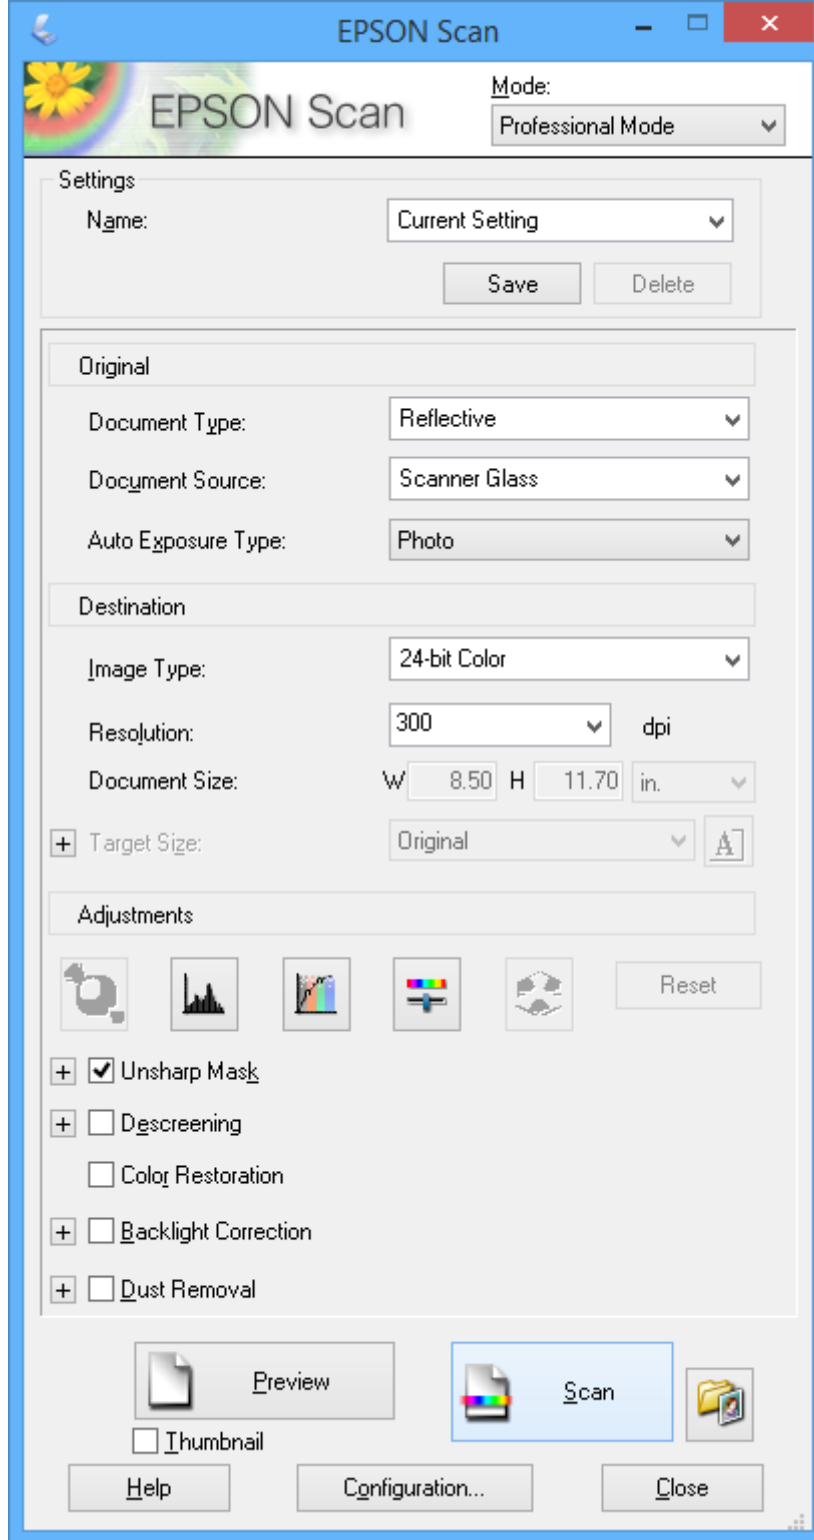 EPSON Scan
EPSON Scan
Mode:
Professional Mode
Settings
Name: Current Setting
Save Delete
Original
Document Type: Reflective
Document Source: Scanner Glass
Auto Exposure Type: Photo
Destination
Image Type: 24-bit Color
Resolution: 300 dpi
Document Size: W 8.50 H 11.70 in.
+ Target Size: Original A
Adjustments
Reset
+ Unsharp Mask
+ Descreening
Color Restoration
+ Backlight Correction
+ Dust Removal
Preview Scan
Thumbnail
Help Configuration... Close